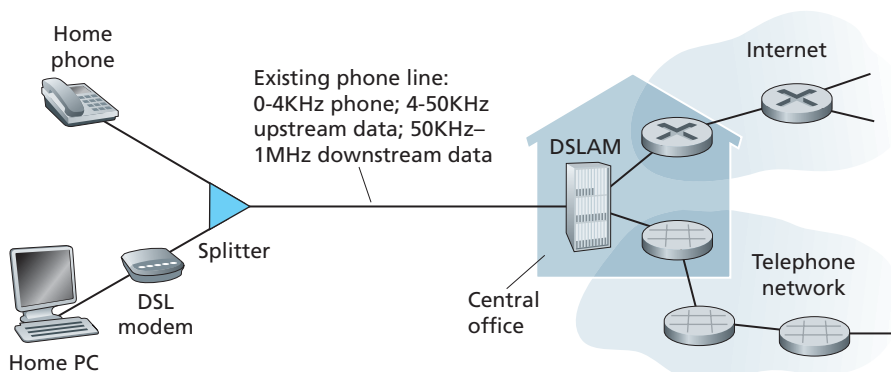 Home
phone
Existing phone line:
0-4KHz phone; 4-50KHz
upstream data; 50KHz–
1MHz downstream data
Internet
DSLAM
Splitter
DSL
modem
Home PC
Central
office
Telephone
network